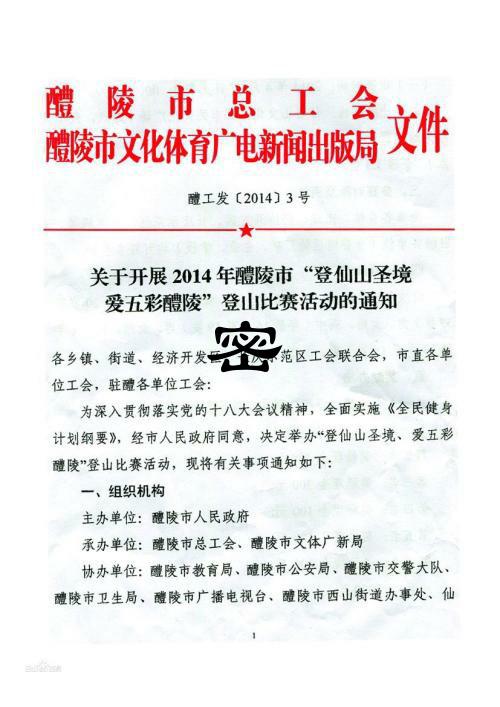 醴陵市总工会
醴陵市文化体育广电新闻出版局 文件
醴工发〔2014〕3号
关于开展2014年醴陵市“登仙山圣境
爱五彩醴陵”登山比赛活动的通知
密
各乡镇、街道、经济开发区、范区工会联合会，市直各单
位工会，驻醴各单位工会：
为深入贯彻落实党的十八大会议精神，全面实施《全民健身
计划纲要》，经市人民政府同意，决定举办“登仙山圣境、爱五彩
醴陵”登山比赛活动，现将有关事项通知如下：
一、组织机构
主办单位：醴陵市人民政府
承办单位：醴陵市总工会、醴陵市文体广新局
协办单位：醴陵市教育局、醴陵市公安局、醴陵市交警大队、
醴陵市卫生局、醴陵市广播电视台、醴陵市西山街道办事处、仙
1